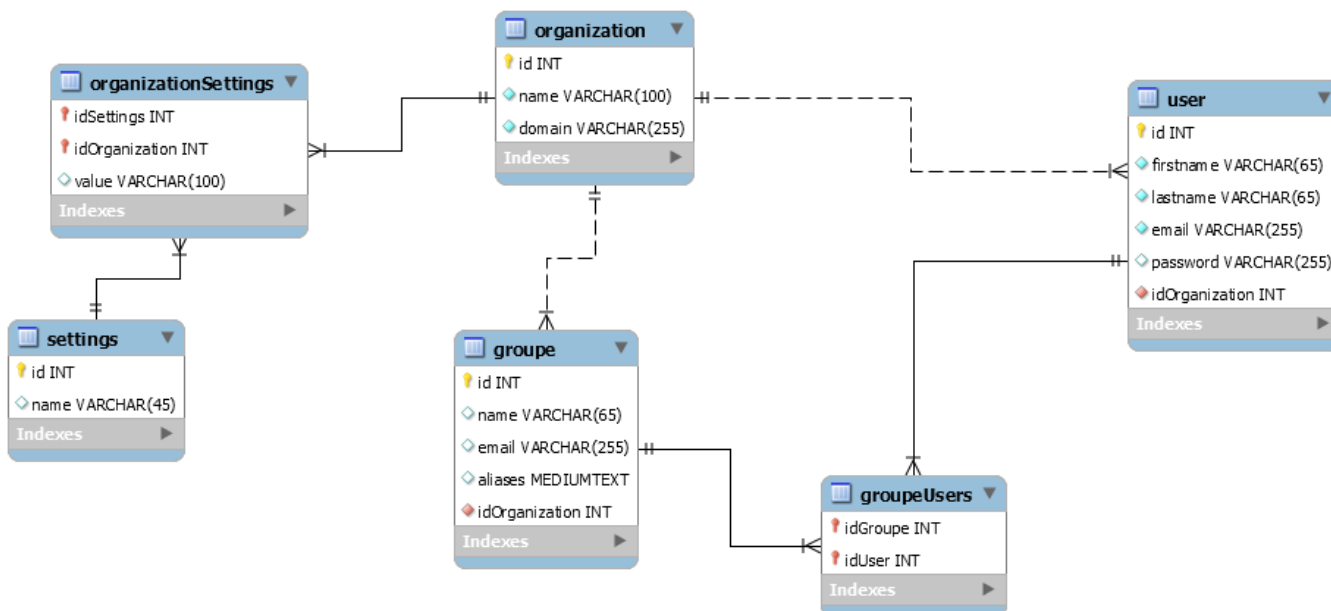 organization
id INT
name VARCHAR(100)
domain VARCHAR(255)
Indexes
organizationSettings
idSettings INT
idOrganization INT
value VARCHAR(100)
Indexes
user
id INT
firstname VARCHAR(65)
lastname VARCHAR(65)
email VARCHAR(255)
password VARCHAR(255)
idOrganization INT
Indexes
settings
id INT
name VARCHAR(45)
Indexes
groupe
id INT
name VARCHAR(65)
email VARCHAR(255)
aliases MEDIUMTEXT
idOrganization INT
Indexes
groupeUsers
idGroupe INT
idUser INT
Indexes